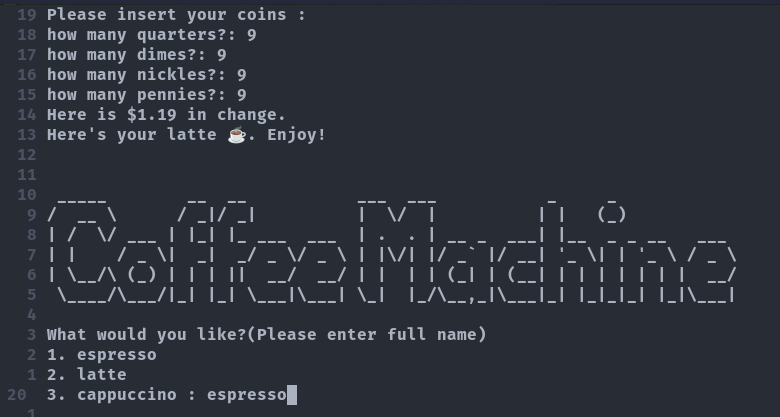 19 Please insert your coins :
18 how many quarters?: 9
17 how many dimes?: 9
16 how many nickles?: 9
15 how many pennies?: 9
14 Here is $1.19 in change.
13 Here's your latte ☕. Enjoy!
12
11
10
9
8
7 Coffee Machine
6
5
4
3 What would you like?(Please enter full name)
2 1. espresso
1 2. latte
20 3. cappuccino : espresso
1